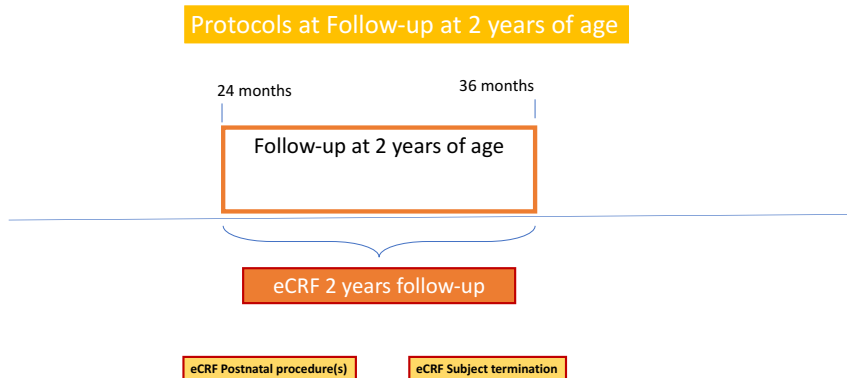 Protocols at Follow-up at 2 years of age
24 months
36 months
Follow-up at 2 years of age
eCRF 2 years follow-up
eCRF Postnatal procedure(s)
eCRF Subject termination